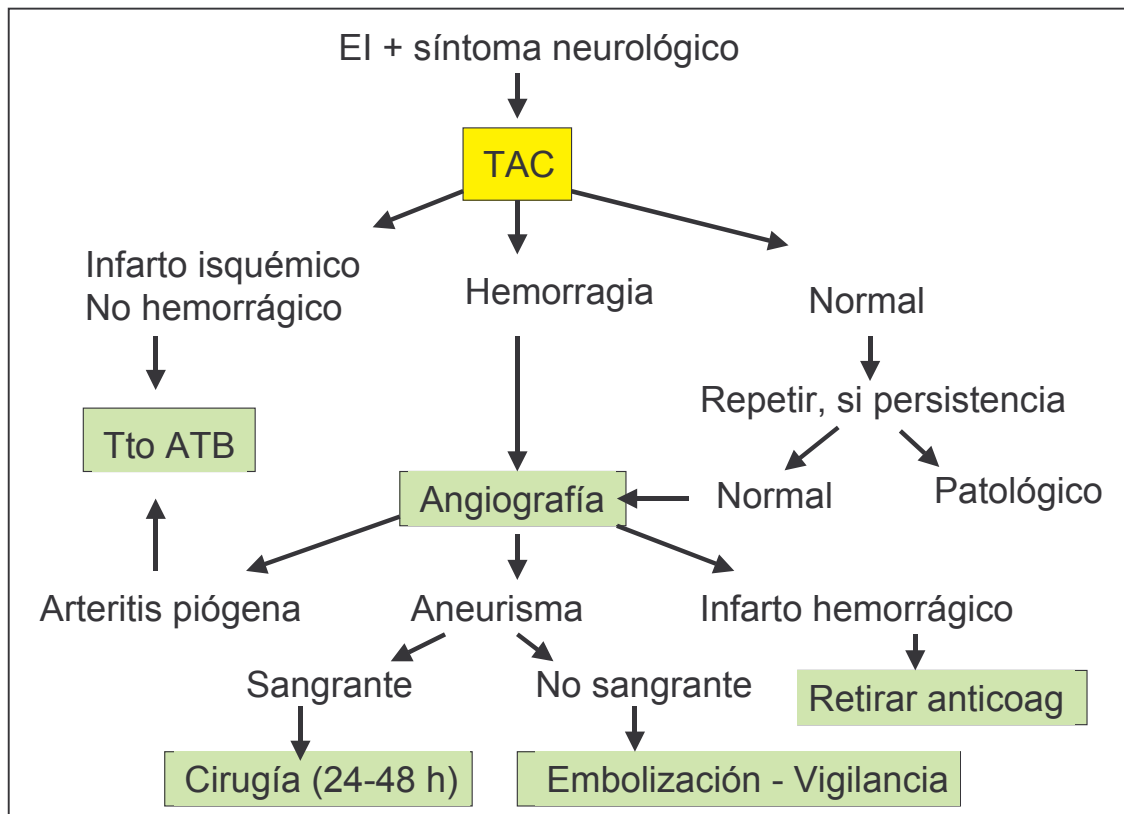 EI + síntoma neurológico
TAC
Infarto isquémico
No hemorrágico
Hemorragia
Normal
Repetir, si persistencia
Tto ATB
Angiografía
Normal
Patológico
Arteritis piógena
Aneurisma
Infarto hemorrágico
Sangrante
No sangrante
Retirar anticoag
Cirugía (24-48 h)
Embolización - Vigilancia